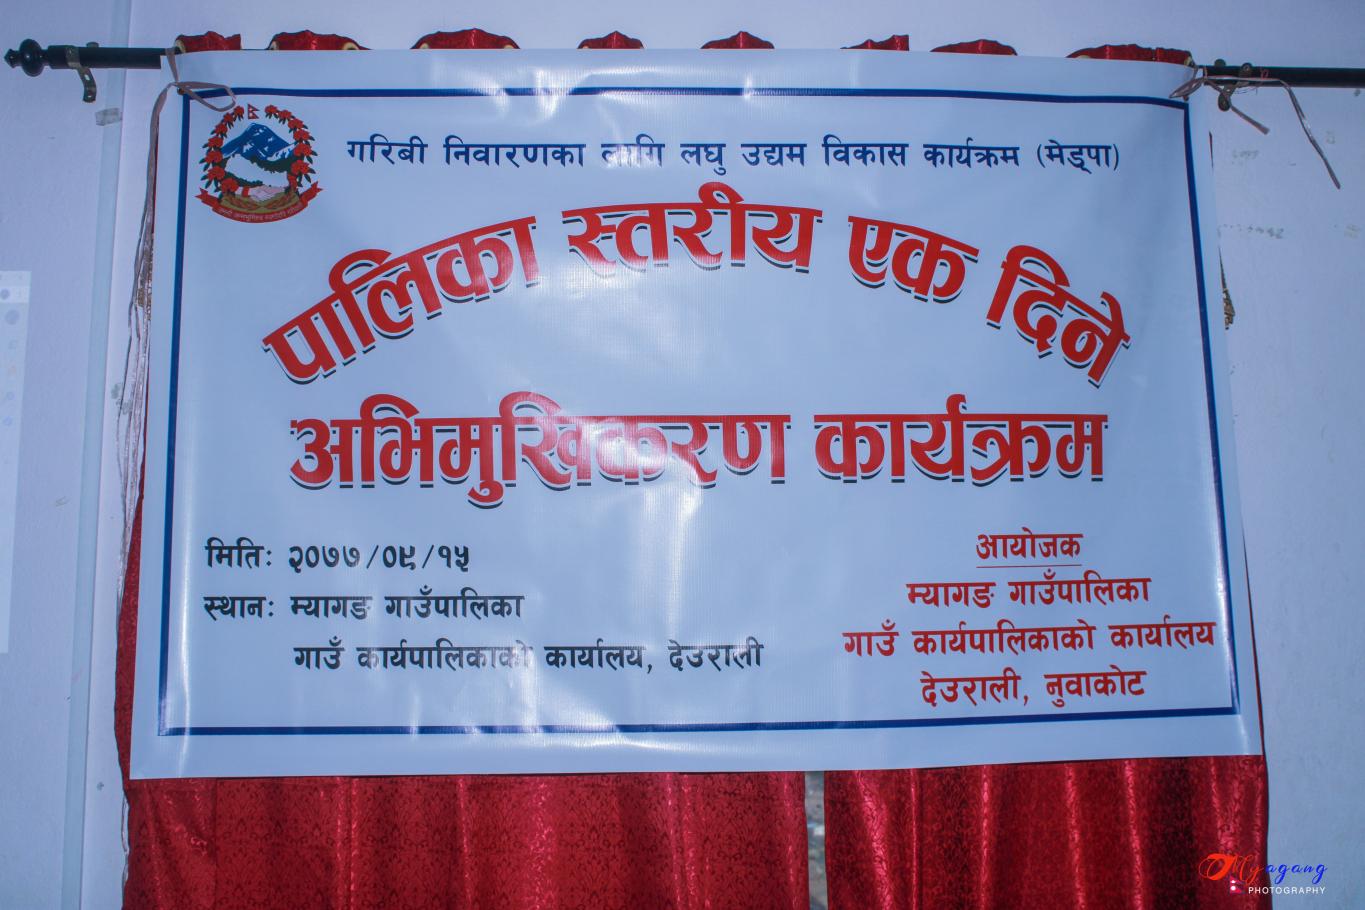 गरिबी निवारणका लागि लघु उद्यम विकास कार्यक्रम (मेड्पा)
पालिका स्तरीय एक दिने
अभिमुखिकरण कार्यक्रम
मितिः २०७७/०९/१५
स्थानः म्यागङ गाउँपालिका
गाउँ कार्यपालिकाको कार्यालय, देउराली
आयोजक
म्यागङ गाउँपालिका
गाउँ कार्यपालिकाको कार्यालय
देउराली, नुवाकोट
Myagang
PHOTOGRAPHY